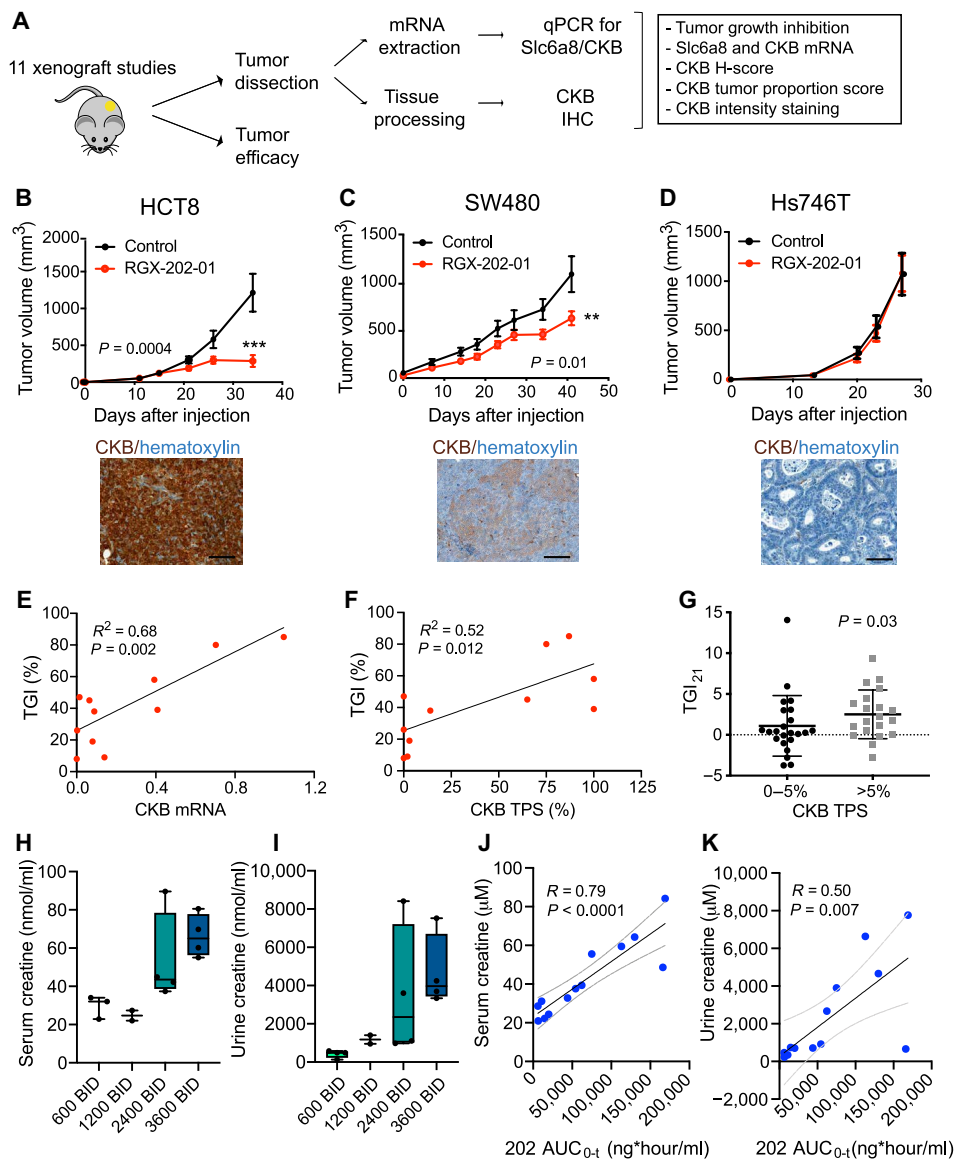 A
11 xenograft studies
Tumor dissection
Tumor efficacy
mRNA extraction
Tissue processing
qPCR for Slc6a8/CKB
CKB IHC
- Tumor growth inhibition
- Slc6a8 and CKB mRNA
- CKB H-score
- CKB tumor proportion score
- CKB intensity staining
B
HCT8
Tumor volume (mm3)
2000
1500
1000
500
0
Control
RGX-202-01
P = 0.0004
***
0 10 20 30 40
Days after injection
CKB/hematoxylin
C
SW480
Tumor volume (mm3)
1500
1000
500
0
Control
RGX-202-01
**
P = 0.01
0 10 20 30 40 50
Days after injection
CKB/hematoxylin
D
Hs746T
Tumor volume (mm3)
1500
1000
500
0
Control
RGX-202-01
0 10 20 30
Days after injection
CKB/hematoxylin
E
TGI (%)
100
80
60
40
20
0
R2 = 0.68
P = 0.002
0 0.4 0.8 1.2
CKB mRNA
F
TGI (%)
100
80
60
40
20
0
R2 = 0.52
P = 0.012
0 25 50 75 100 125
CKB TPS (%)
G
TGI21
15
10
5
0
−5
P = 0.03
0–5% >5%
CKB TPS
H
Serum creatine (nmol/ml)
100
80
60
40
20
0
600 BID
1200 BID
2400 BID
3600 BID
I
Urine creatine (nmol/ml)
10,000
8000
6000
4000
2000
0
600 BID
1200 BID
2400 BID
3600 BID
J
Serum creatine (µM)
100
80
60
40
20
0
R = 0.79
P < 0.0001
50,000
100,000
150,000
200,000
202 AUC0-t (ng*hour/ml)
K
Urine creatine (µM)
10,000
8,000
6,000
4,000
2,000
0
−2,000
R = 0.50
P = 0.007
50,000
100,000
150,000
200,000
202 AUC0-t (ng*hour/ml)